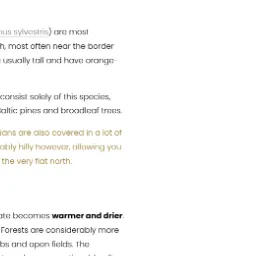 us sylvestris) are most
h, most often near the border
usually tall and have orange-
consist solely of this species,
altic pines and broadleaf trees.
ians are also covered in a lot of
ably hilly however, allowing you
the very flat north.
ate becomes warmer and drier.
Forests are considerably more
bs and open fields. The